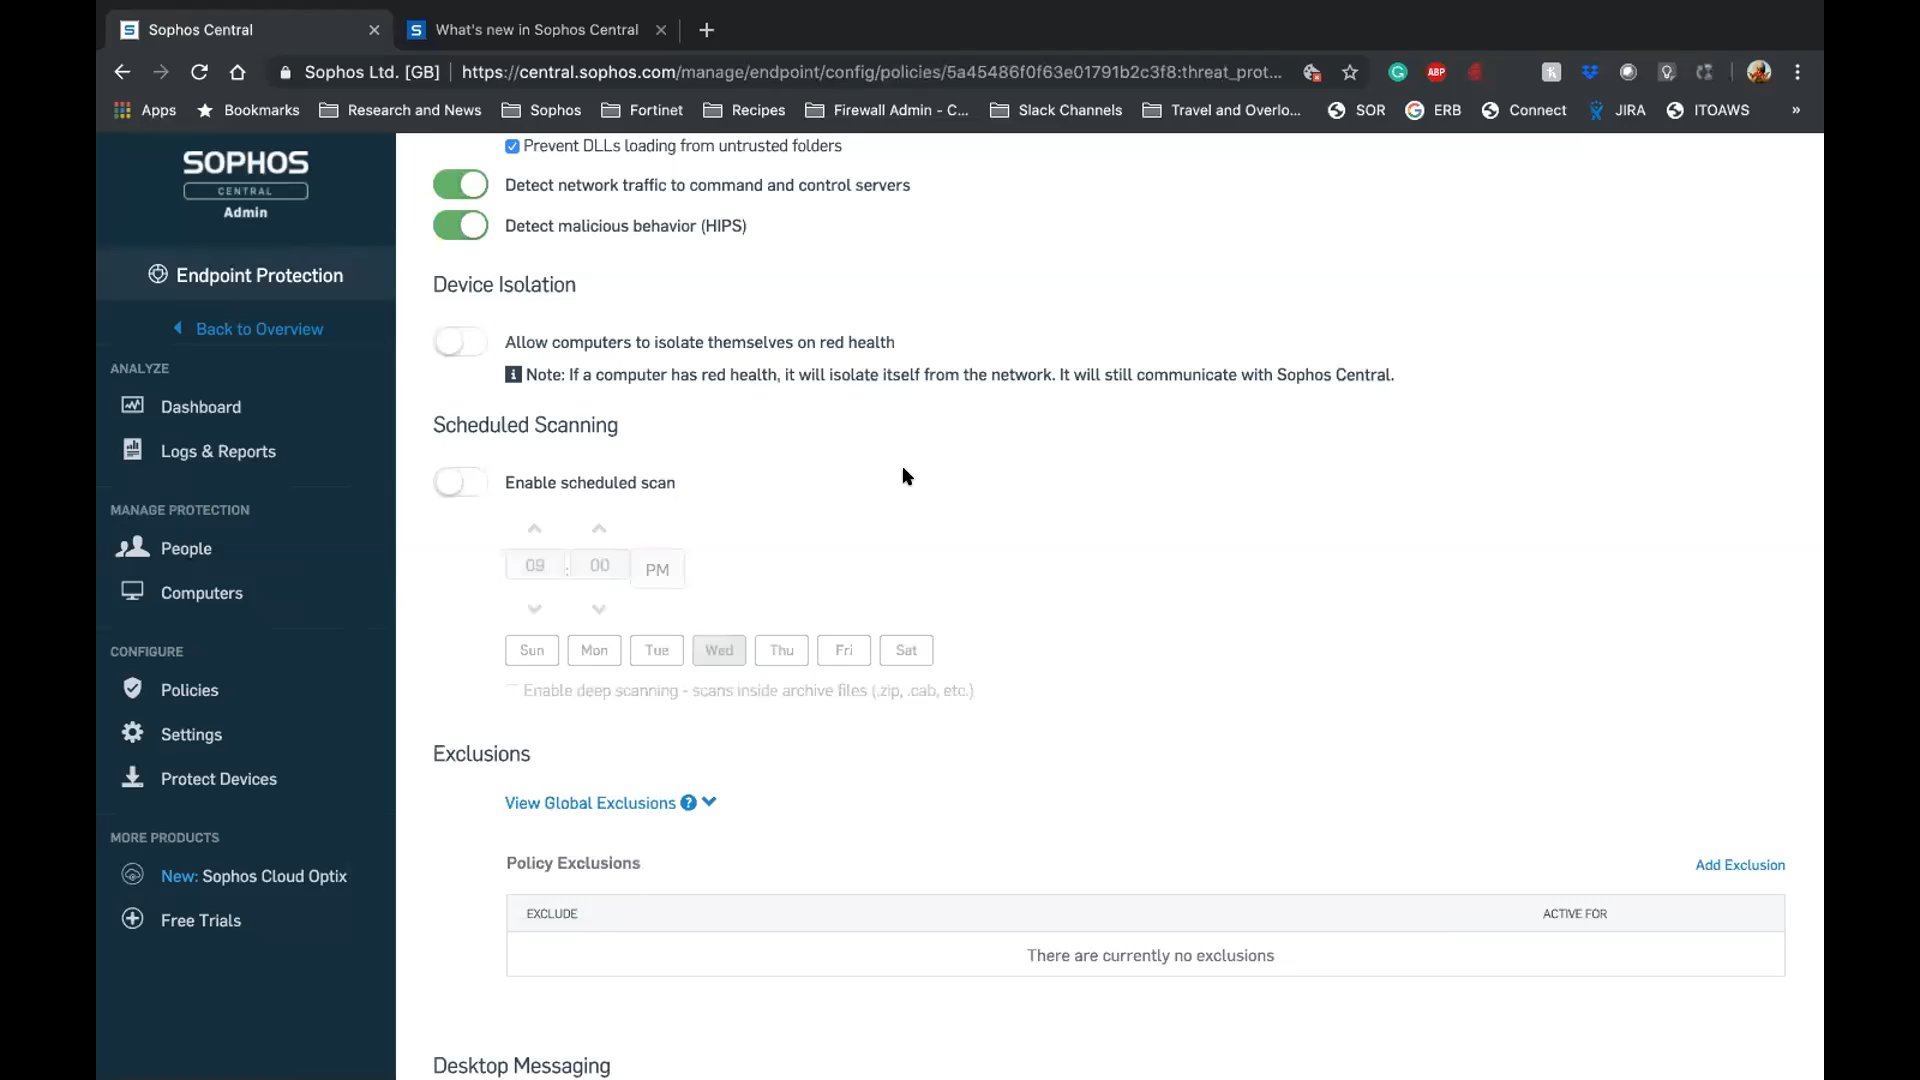 Sophos Central
What's new in Sophos Central
Sophos Ltd. [GB]
https://central.sophos.com/manage/endpoint/config/policies/5a45486f0f63e01791b2c3f8:threat_prot...
ABP
Apps
Bookmarks
Research and News
Sophos
Fortinet
Recipes
Firewall Admin - C...
Slack Channels
Travel and Overlo...
SOR
ERB
Connect
JIRA
ITOAWS
»
SOPHOS
CENTRAL
Admin
Endpoint Protection
Back to Overview
ANALYZE
Dashboard
Logs & Reports
MANAGE PROTECTION
People
Computers
CONFIGURE
Policies
Settings
Protect Devices
MORE PRODUCTS
New: Sophos Cloud Optix
Free Trials
Prevent DLLs loading from untrusted folders
Detect network traffic to command and control servers
Detect malicious behavior (HIPS)
Device Isolation
Allow computers to isolate themselves on red health
Note: If a computer has red health, it will isolate itself from the network. It will still communicate with Sophos Central.
Scheduled Scanning
Enable scheduled scan
09 : 00 PM
Sun Mon Tue Wed Thu Fri Sat
Enable deep scanning - scans inside archive files (.zip, .cab, etc.)
Exclusions
View Global Exclusions ?
Policy Exclusions
Add Exclusion
EXCLUDE ACTIVE FOR
There are currently no exclusions
Desktop Messaging